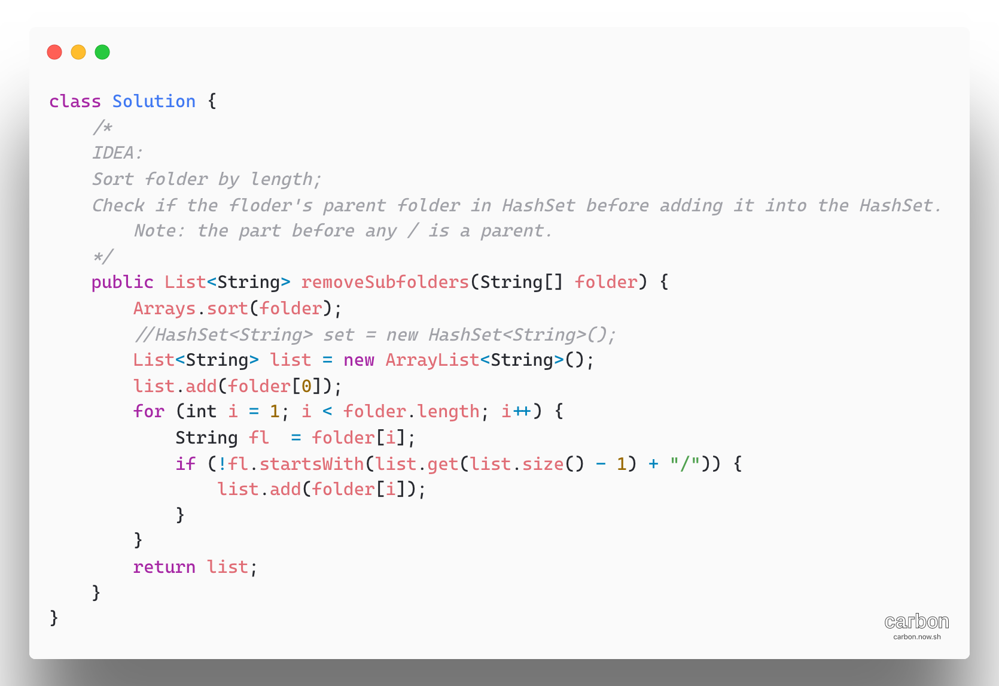 class Solution {
    /*
    IDEA:
    Sort folder by length;
    Check if the floder's parent folder in HashSet before adding it into the HashSet.
        Note: the part before any / is a parent.
    */
    public List<String> removeSubfolders(String[] folder) {
        Arrays.sort(folder);
        //HashSet<String> set = new HashSet<String>();
        List<String> list = new ArrayList<String>();
        list.add(folder[0]);
        for (int i = 1; i < folder.length; i++) {
            String fl  = folder[i];
            if (!fl.startsWith(list.get(list.size() - 1) + "/")) {
                list.add(folder[i]);
            }
        }
        return list;
    }
}
carbon
carbon.now.sh